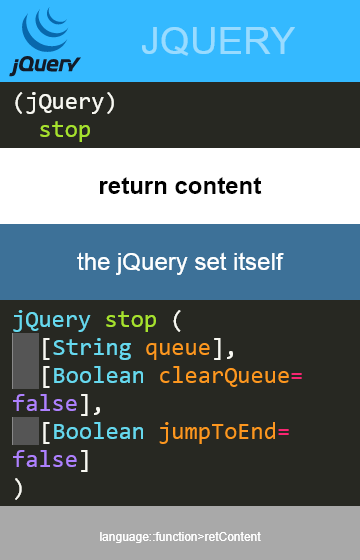 jQuery
JQUERY
(jQuery)
stop
return content
the jQuery set itself
jQuery stop (
[String queue],
[Boolean clearQueue=
false],
[Boolean jumpToEnd=
false]
)
language::function>retContent